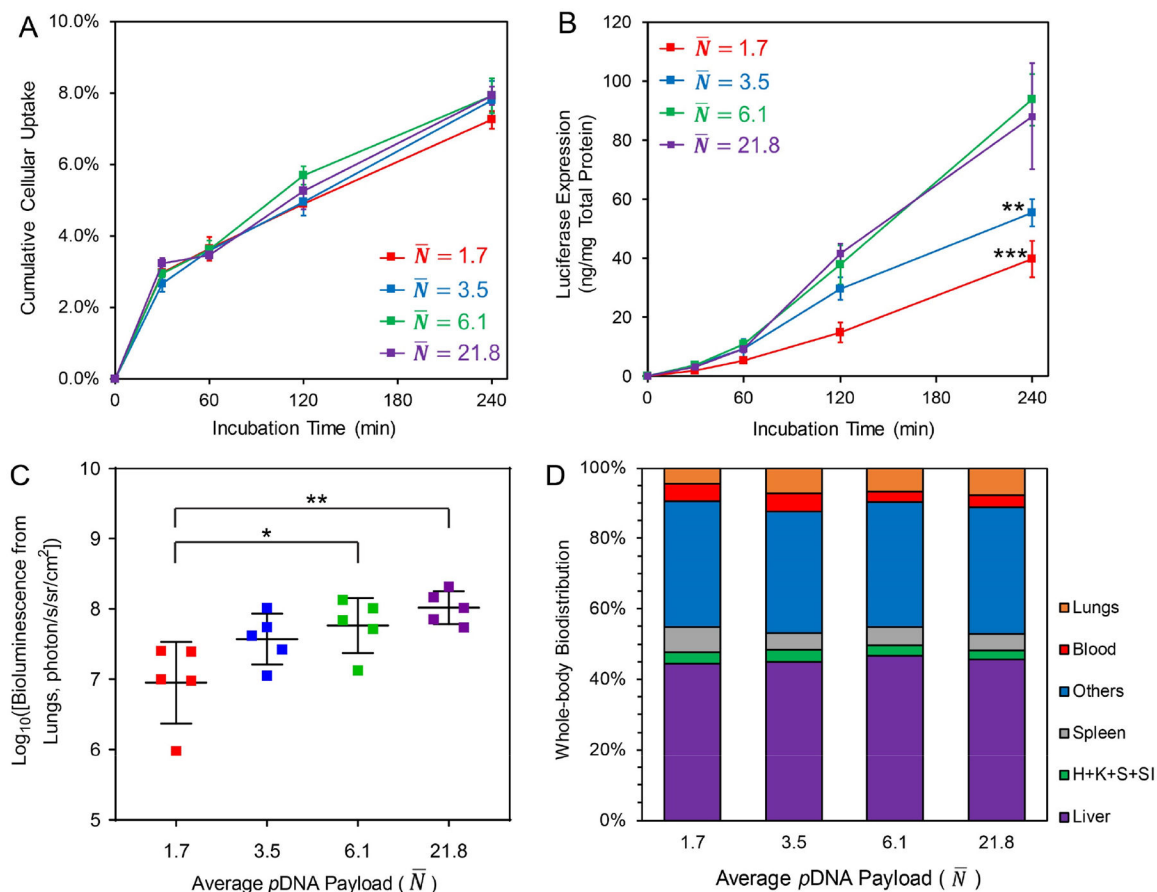 A
10.0%
8.0%
6.0%
4.0%
2.0%
0.0%
Cumulative Cellular Uptake
N̅ = 1.7
N̅ = 3.5
N̅ = 6.1
N̅ = 21.8
0 60 120 180 240
Incubation Time (min)
B
120
100
80
60
40
20
0
Luciferase Expression
(ng/mg Total Protein)
N̅ = 1.7
N̅ = 3.5
N̅ = 6.1
N̅ = 21.8
**
***
0 60 120 180 240
Incubation Time (min)
C
10
9
8
7
6
5
Log₁₀([Bioluminescence from
Lungs, photon/s/sr/cm²])
**
*
1.7 3.5 6.1 21.8
Average pDNA Payload ( N̅ )
D
100%
80%
60%
40%
20%
0%
Whole-body Biodistribution
Lungs
Blood
Others
Spleen
H+K+S+SI
Liver
1.7 3.5 6.1 21.8
Average pDNA Payload ( N̅ )